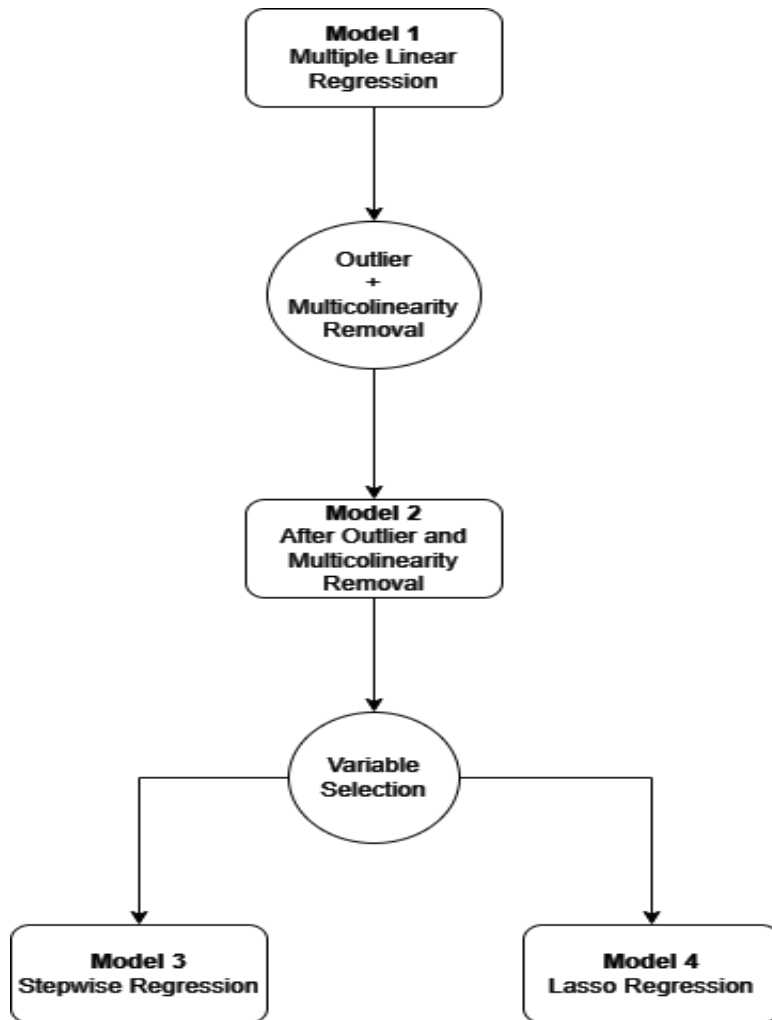 Model 1
Multiple Linear
Regression
Outlier
+
Multicolinearity
Removal
Model 2
After Outlier and
Multicolinearity
Removal
Variable
Selection
Model 3
Stepwise Regression
Model 4
Lasso Regression